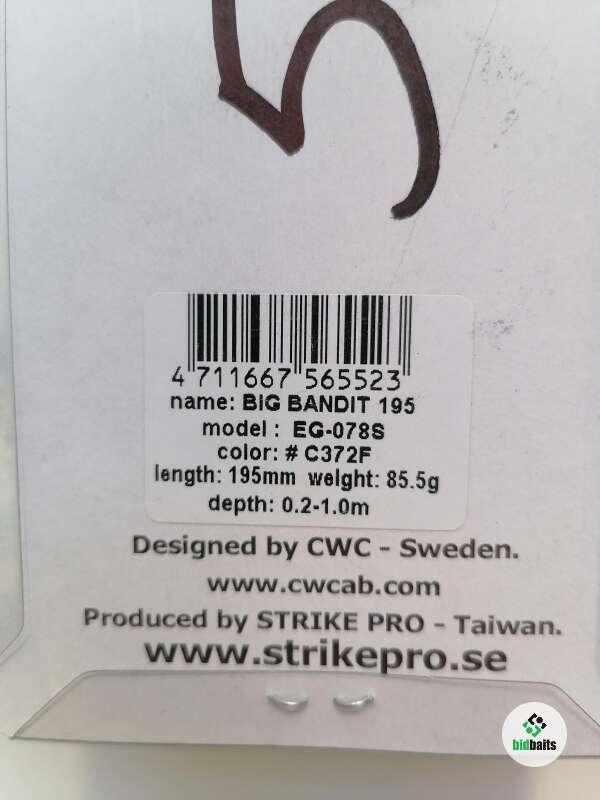 5
4 711667 565523
name: BIG BANDIT 195
model : EG-078S
color: # C372F
length: 195mm weight: 85.5g
depth: 0.2-1.0m
Designed by CWC - Sweden.
www.cwcab.com
Produced by STRIKE PRO - Taiwan.
www.strikepro.se
bidbaits